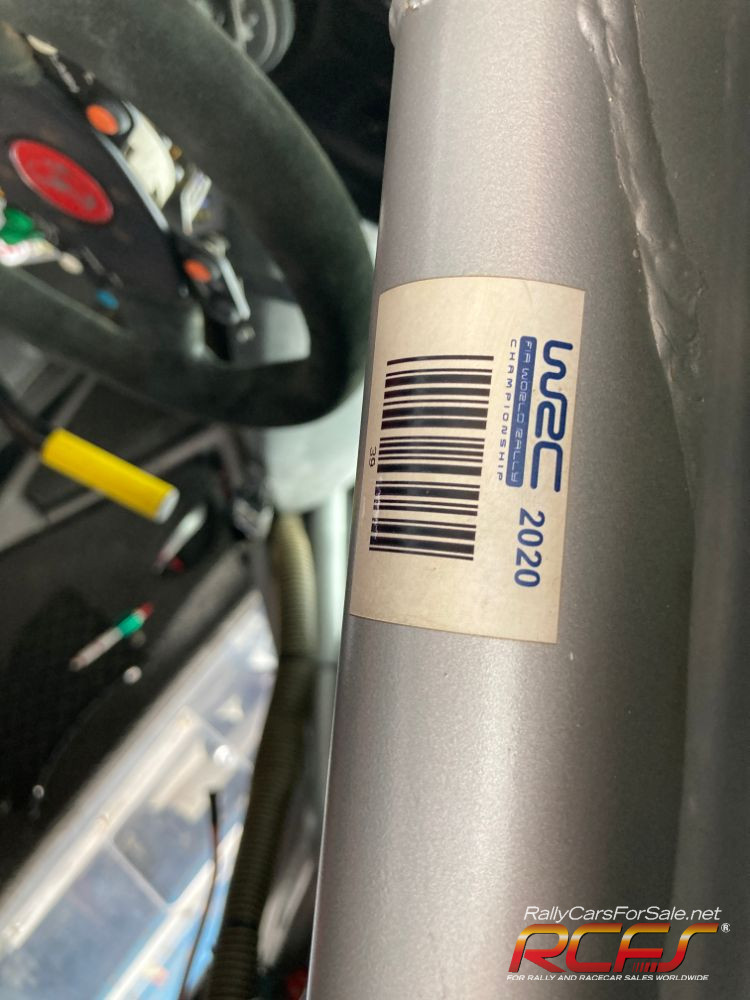 WRC 2020
FIA WORLD RALLY
CHAMPIONSHIP
39
RallyCarsForSale.net
RCFS®
FOR RALLY AND RACECAR SALES WORLDWIDE